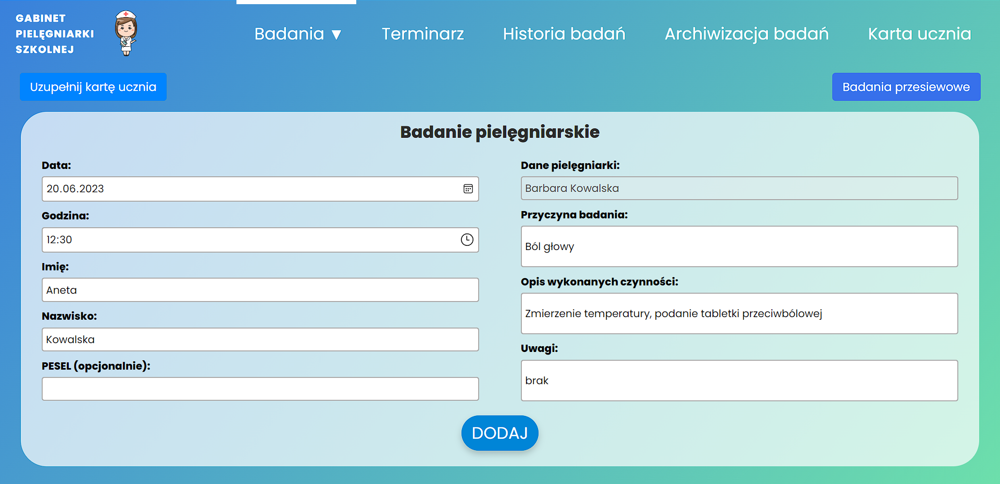 GABINET
PIELĘGNIARKI
SZKOLNEJ
Badania ▼
Terminarz
Historia badań
Archiwizacja badań
Karta ucznia
Uzupełnij kartę ucznia
Badania przesiewowe
Badanie pielęgniarskie
Data:
20.06.2023
Godzina:
12:30
Imię:
Aneta
Nazwisko:
Kowalska
PESEL (opcjonalnie):
Dane pielęgniarki:
Barbara Kowalska
Przyczyna badania:
Ból głowy
Opis wykonanych czynności:
Zmierzenie temperatury, podanie tabletki przeciwbólowej
Uwagi:
brak
DODAJ